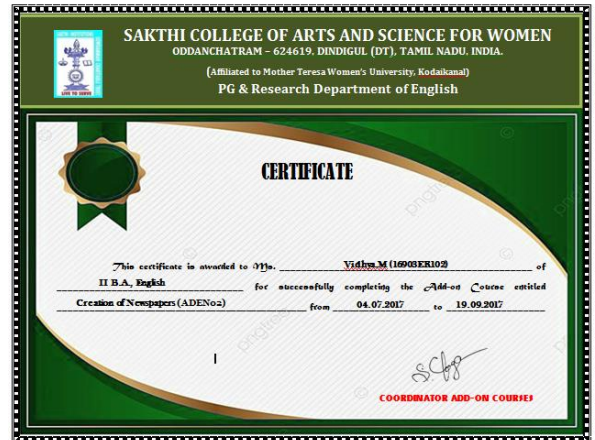 SAKTHI COLLEGE OF ARTS AND SCIENCE FOR WOMEN
ODDANCHATRAM – 624619. DINDIGUL (DT), TAMIL NADU. INDIA.
(Affiliated to Mother Teresa Women's University, Kodaikanal)
PG & Research Department of English
LIVE TO SERVE
CERTIFICATE
This certificate is awarded to Ms. Vidhya.M (16903ER102) of
II B.A., English for successfully completing the Add-on Course entitled
Creation of Newspapers (ADEN02) from 04.07.2017 to 19.09.2017
COORDINATOR ADD-ON COURSES